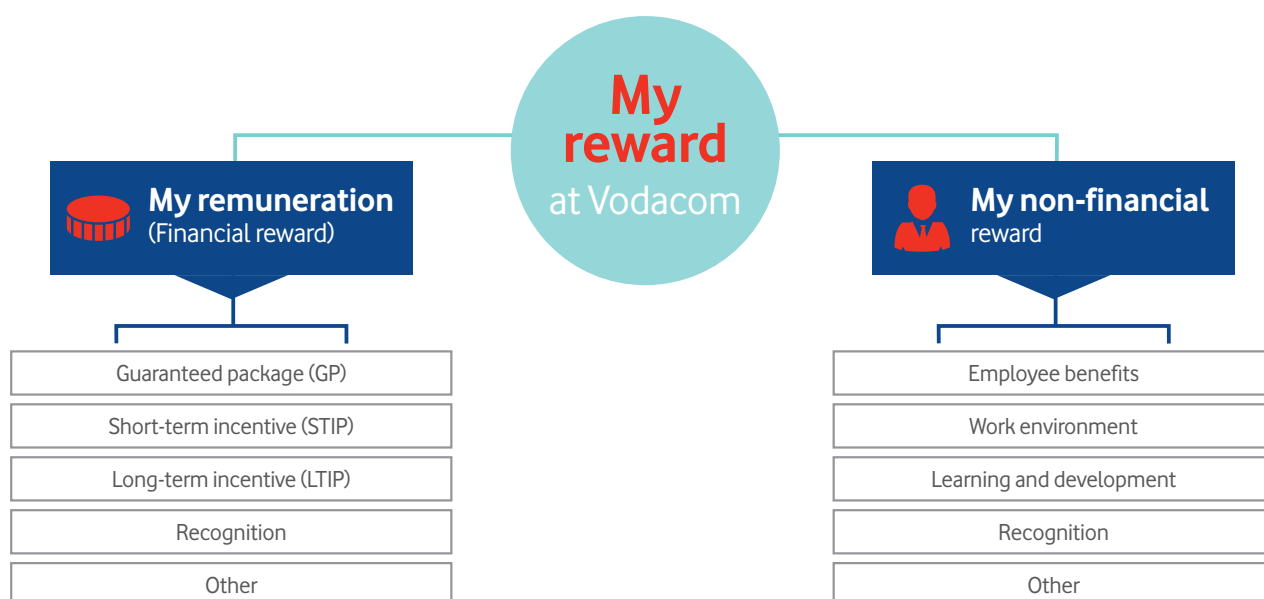 My
reward
at Vodacom
My remuneration
(Financial reward)
Guaranteed package (GP)
Short-term incentive (STIP)
Long-term incentive (LTIP)
Recognition
Other
My non-financial
reward
Employee benefits
Work environment
Learning and development
Recognition
Other